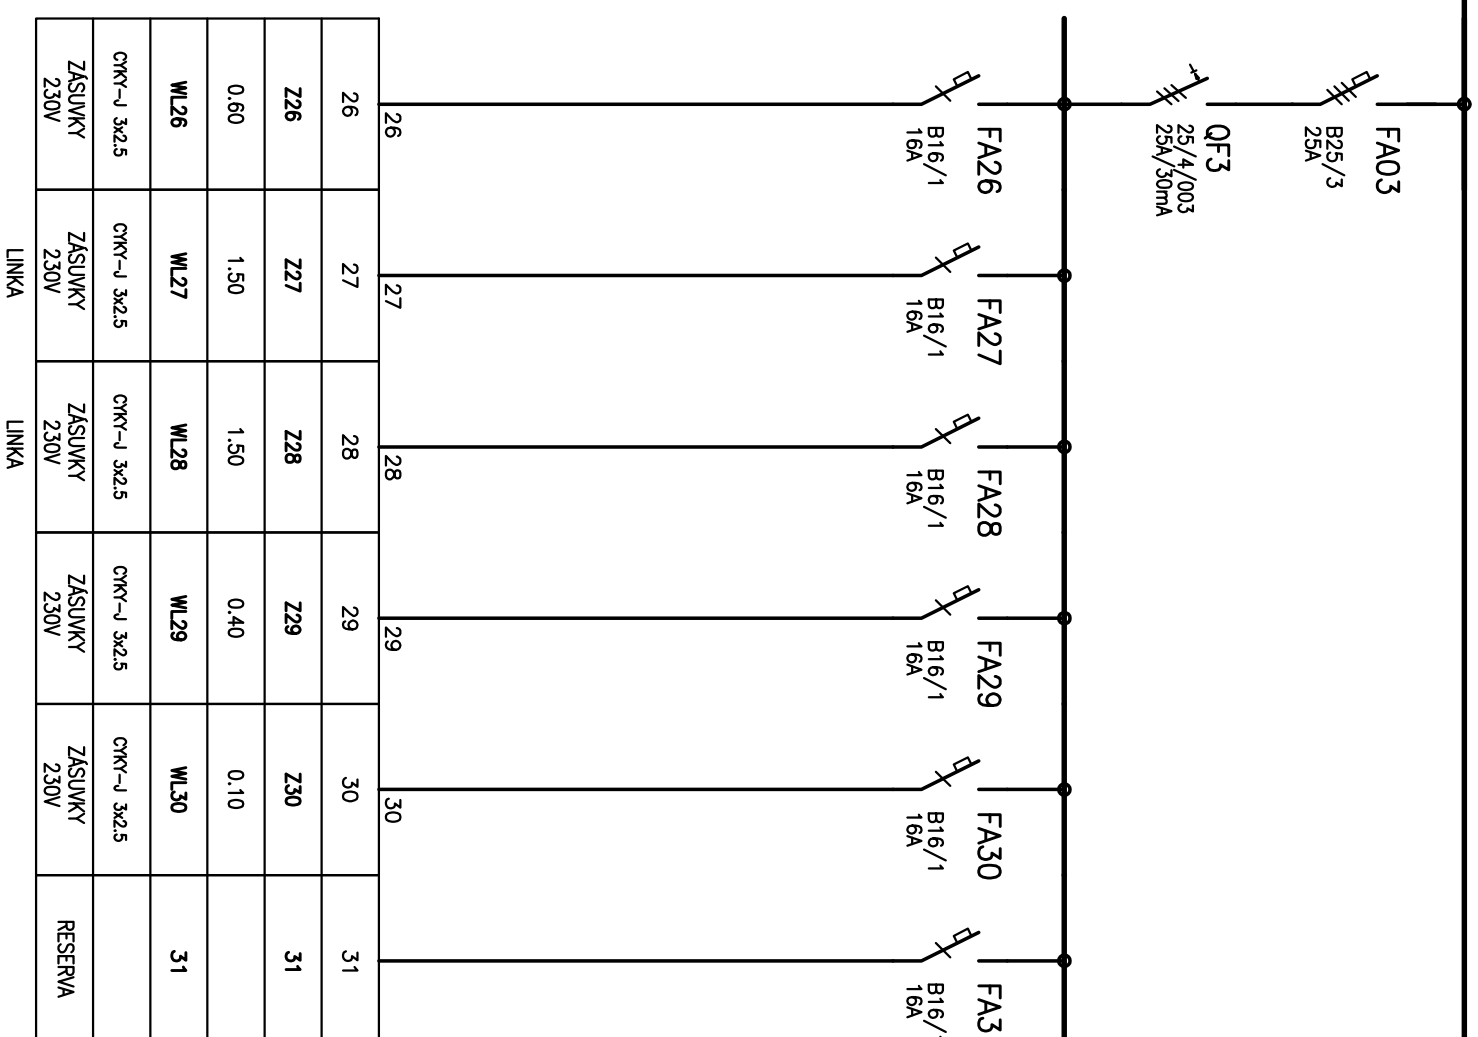 FA03
B25/3
25A
QF3
25/4/003
25A/30mA
FA26
B16/1
16A
FA27
B16/1
16A
FA28
B16/1
16A
FA29
B16/1
16A
FA30
B16/1
16A
FA3
B16/
16A
26
27
28
29
30
26
27
28
29
30
31
Z26
Z27
Z28
Z29
Z30
31
0.60
1.50
1.50
0.40
0.10
WL26
WL27
WL28
WL29
WL30
31
CYKY-J 3x2.5
CYKY-J 3x2.5
CYKY-J 3x2.5
CYKY-J 3x2.5
CYKY-J 3x2.5
ZÁSUVKY
230V
ZÁSUVKY
230V
ZÁSUVKY
230V
ZÁSUVKY
230V
ZÁSUVKY
230V
RESERVA
LINKA
LINKA